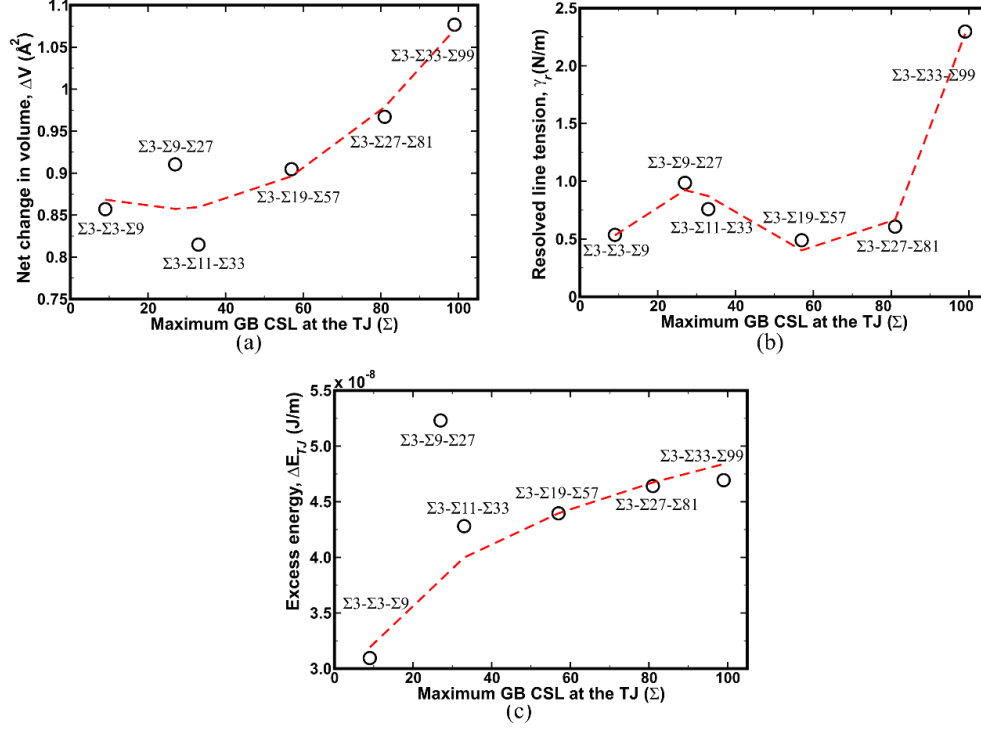 1.1
1.05
1
0.95
0.9
0.85
0.8
0.75
Net change in volume, ΔV (Å²)
Σ3-Σ33-Σ99
Σ3-Σ9-Σ27
Σ3-Σ27-Σ81
Σ3-Σ19-Σ57
Σ3-Σ3-Σ9
Σ3-Σ11-Σ33
0 20 40 60 80 100
Maximum GB CSL at the TJ (Σ)
(a)
2.5
2.0
1.5
1.0
0.5
0
Resolved line tension, γr(N/m)
Σ3-Σ33-Σ99
Σ3-Σ9-Σ27
Σ3-Σ19-Σ57
Σ3-Σ11-Σ33
Σ3-Σ3-Σ9
Σ3-Σ27-Σ81
0 20 40 60 80 100
Maximum GB CSL at the TJ (Σ)
(b)
x 10-8
5.5
5.0
4.5
4.0
3.5
3.0
Excess energy, ΔETJ (J/m)
Σ3-Σ9-Σ27
Σ3-Σ33-Σ99
Σ3-Σ19-Σ57
Σ3-Σ11-Σ33
Σ3-Σ27-Σ81
Σ3-Σ3-Σ9
0 20 40 60 80 100
Maximum GB CSL at the TJ (Σ)
(c)